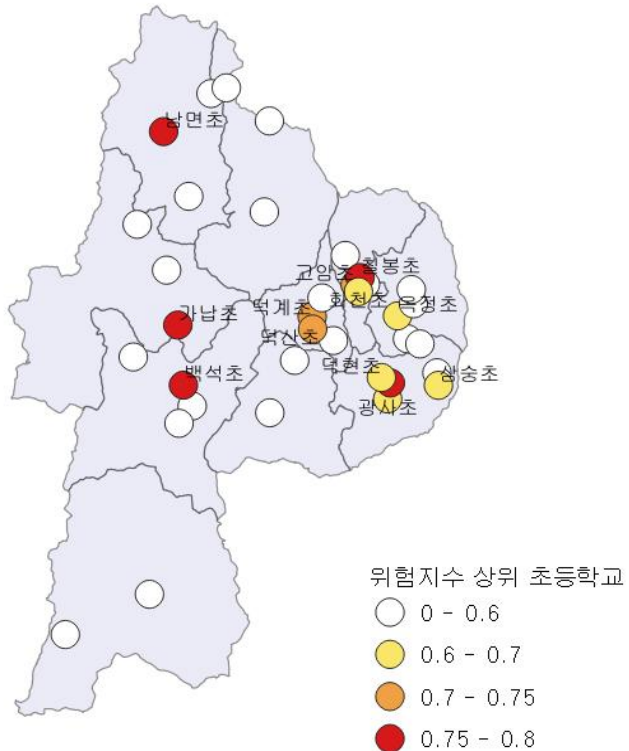 남면초
칠봉초
고암초
화천초
옥정초
가납초
덕계초
덕산초
덕현초
백석초
삼숭초
광사초
위험지수 상위 초등학교
0 - 0.6
0.6 - 0.7
0.7 - 0.75
0.75 - 0.8